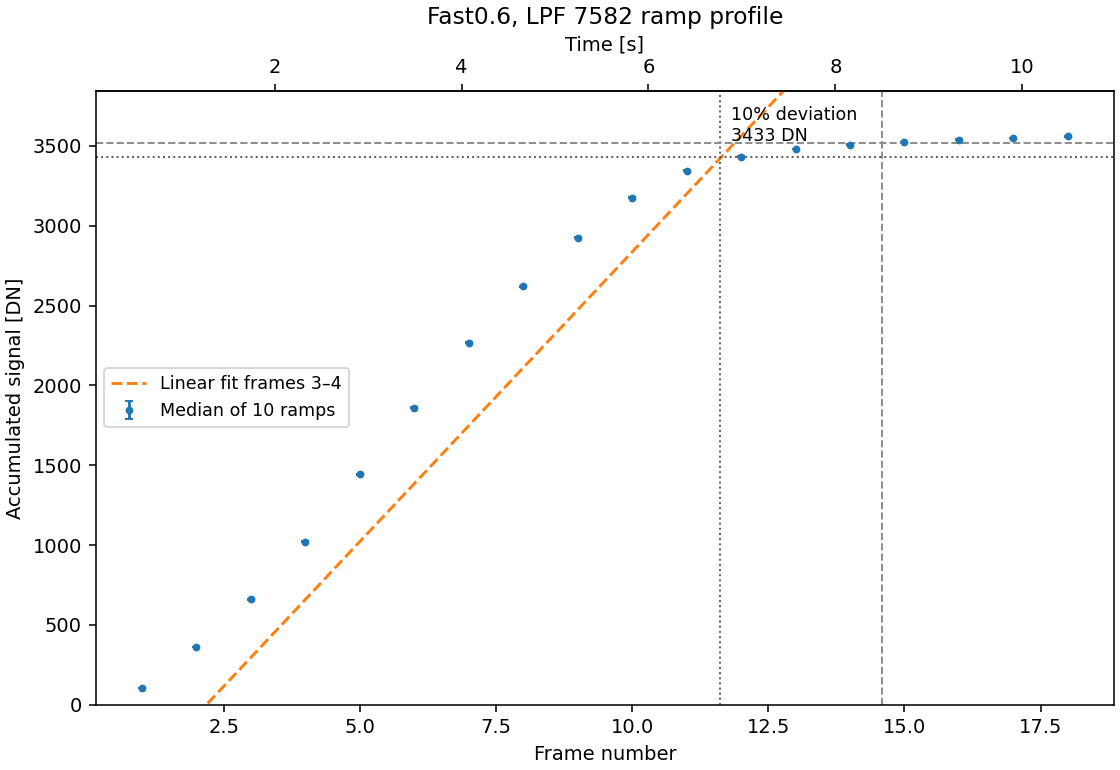 Fast0.6, LPF 7582 ramp profile
Time [s]
2 4 6 8 10
10% deviation
3433 DN
3500
3000
2500
2000
1500
1000
500
0
Accumulated signal [DN]
Linear fit frames 3–4
Median of 10 ramps
2.5 5.0 7.5 10.0 12.5 15.0 17.5
Frame number